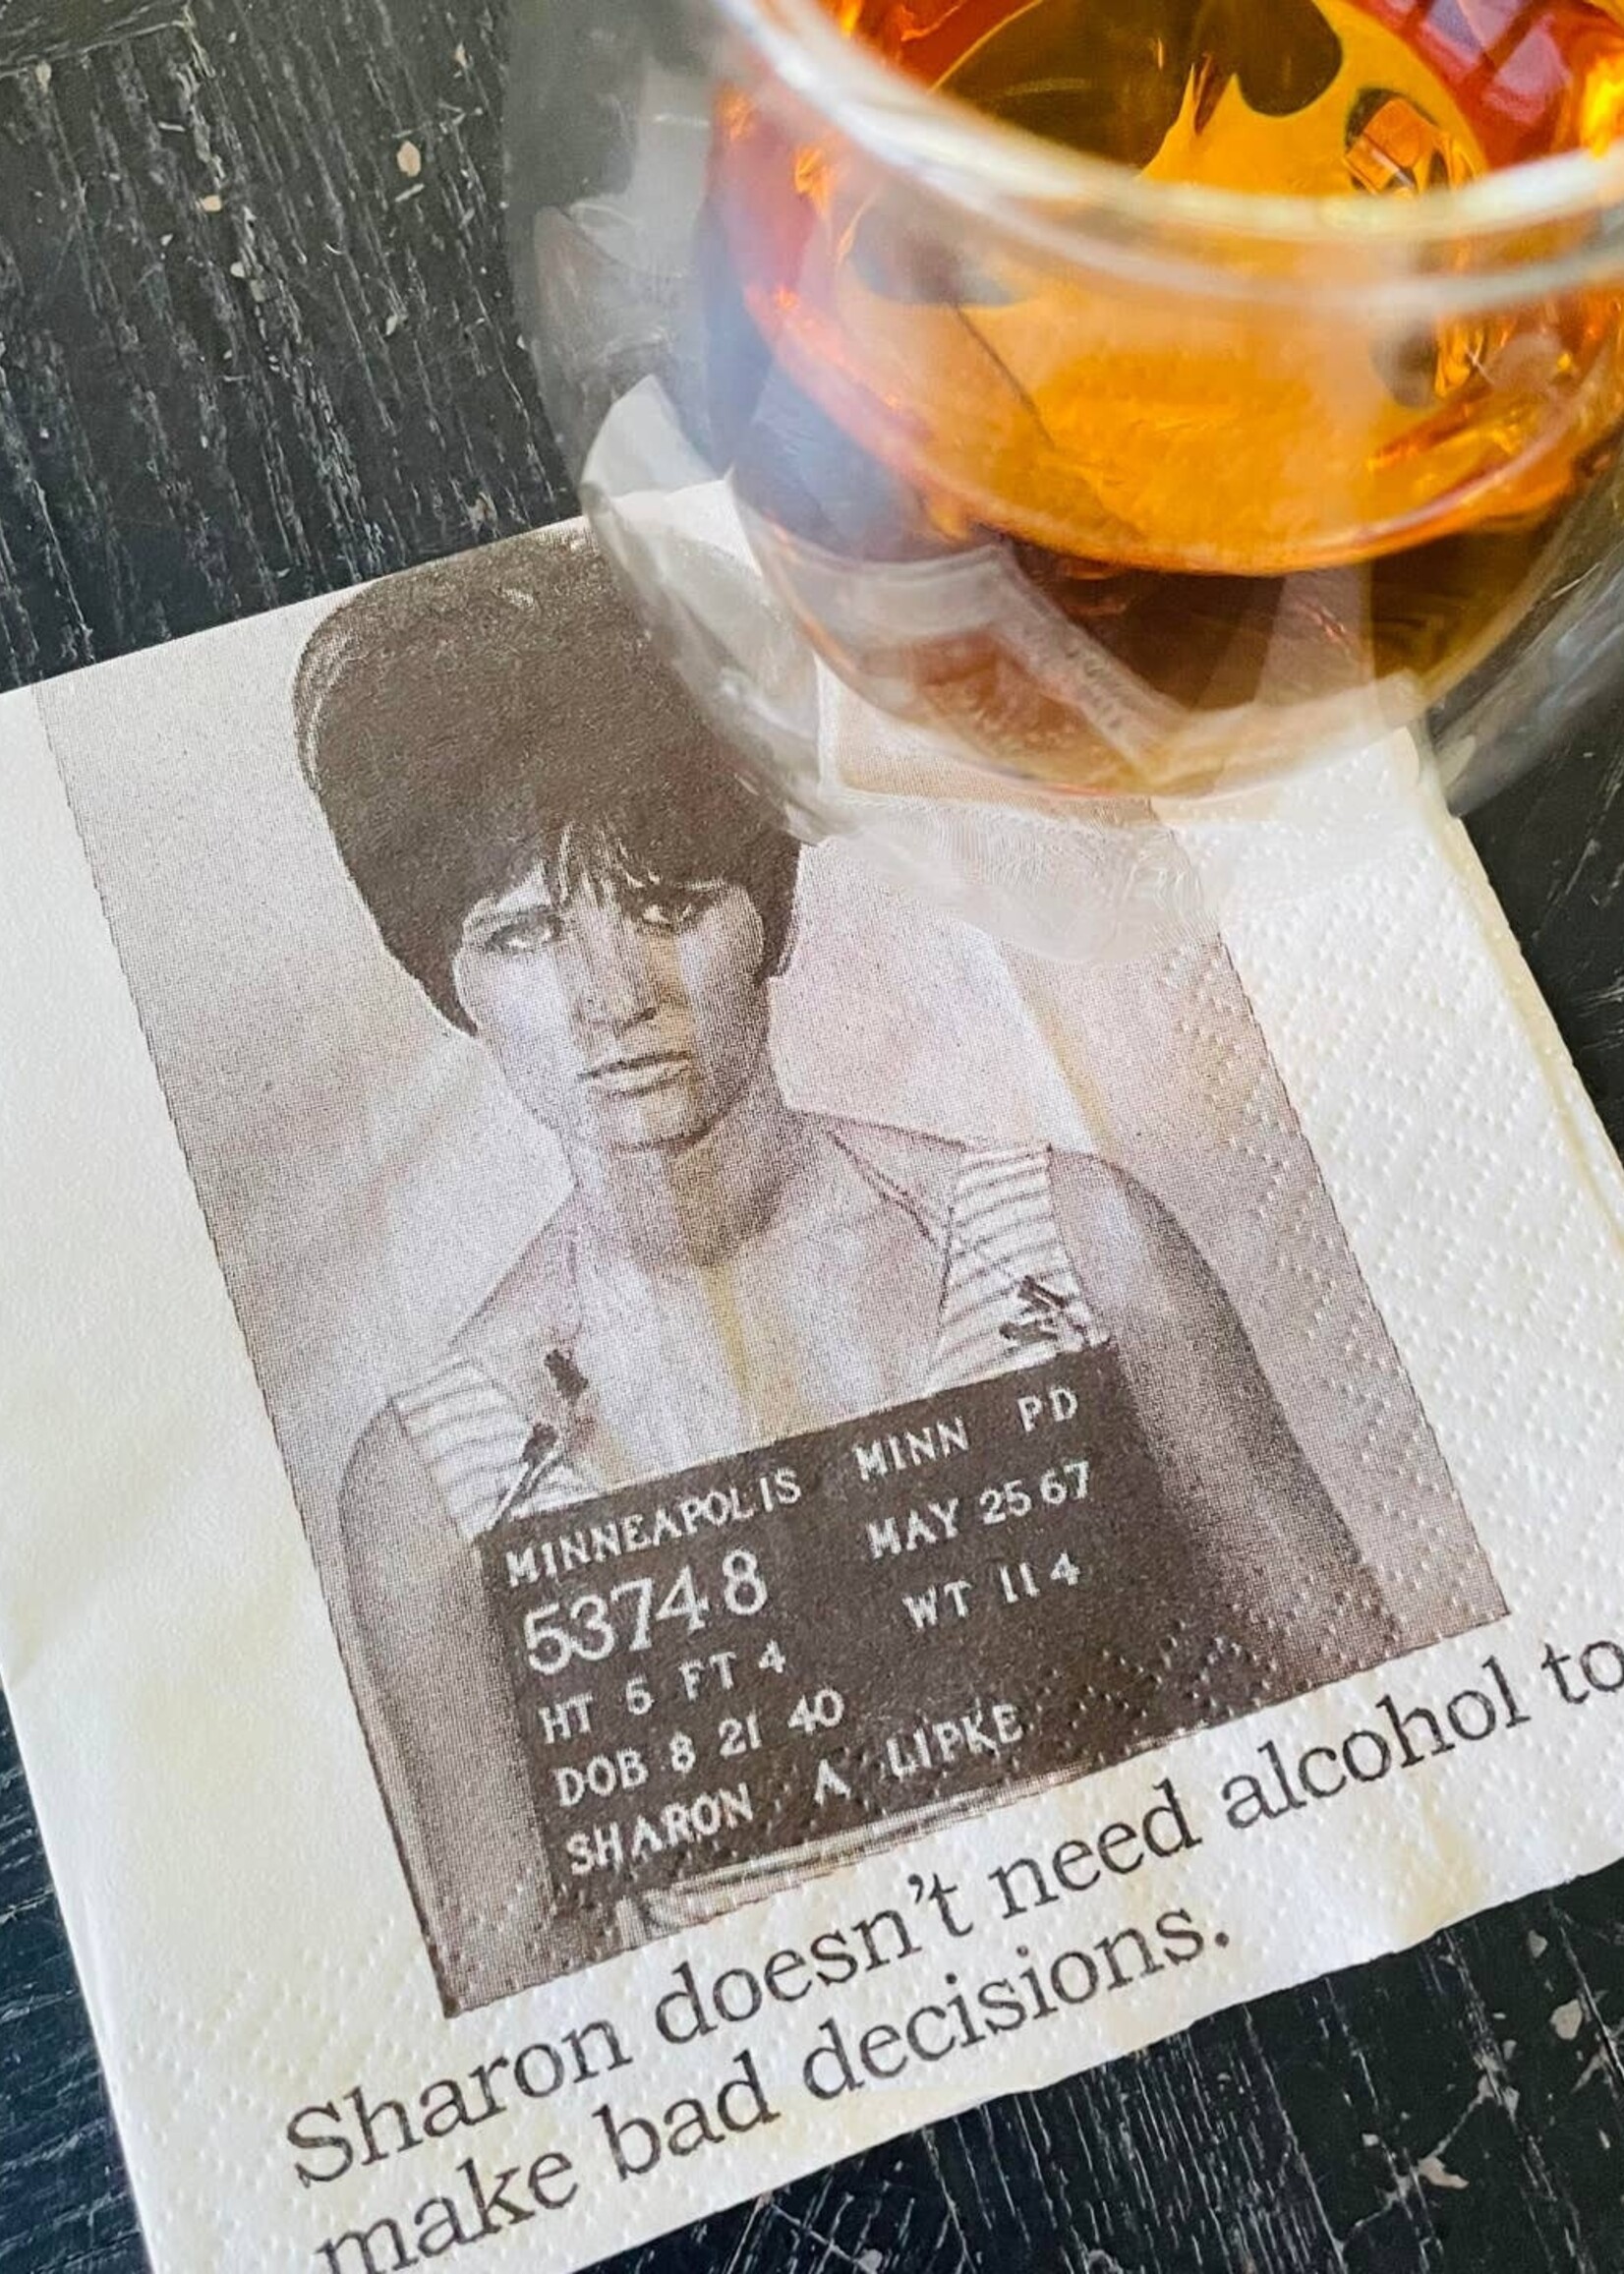 MINNEAPOLIS MINN PD
53748 MAY 25 67
HT 5 FT 4 WT 114
DOB 8 21 40
SHARON A LIPKE
Sharon doesn't need alcohol to
make bad decisions.